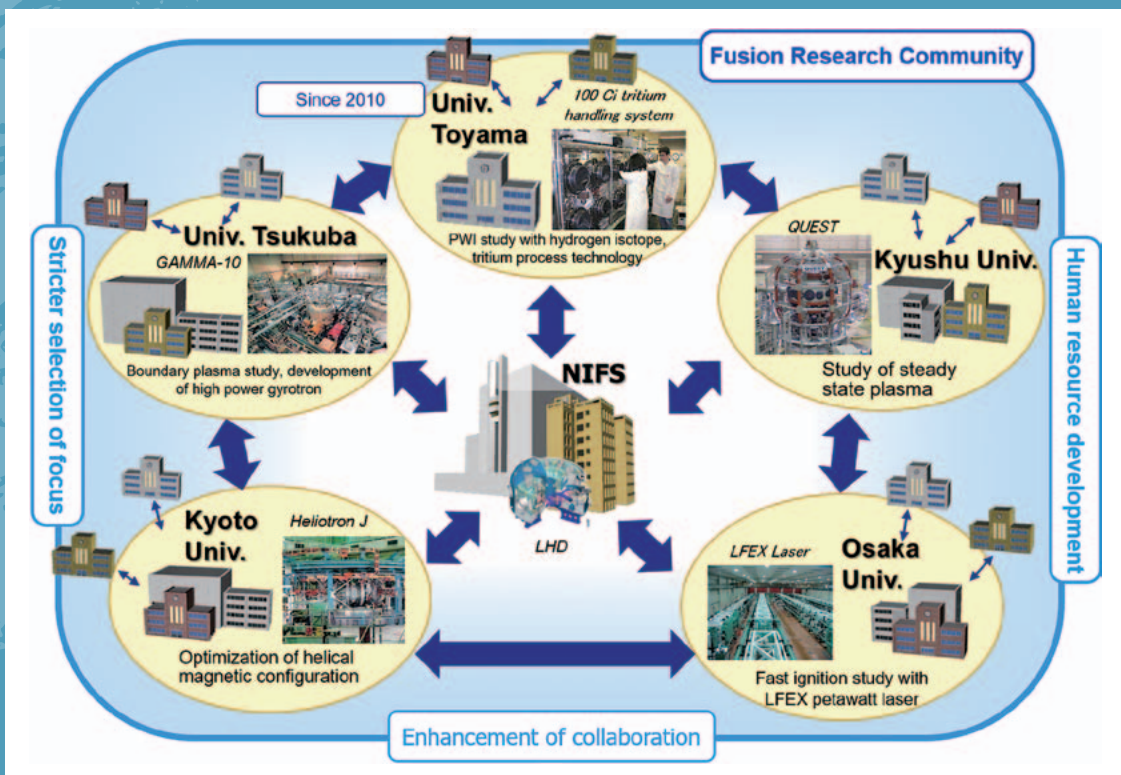 Fusion Research Community
Since 2010
Univ.
Toyama
100 Ci tritium
handling system
PWI study with hydrogen isotope,
tritium process technology
Univ. Tsukuba
GAMMA-10
Boundary plasma study, development
of high power gyrotron
QUEST
Kyushu Univ.
Study of steady
state plasma
Stricter selection of focus
Human resource development
NIFS
LHD
Kyoto
Univ.
Heliotron J
Optimization of helical
magnetic configuration
LFEX Laser
Osaka
Univ.
Fast ignition study with
LFEX petawatt laser
Enhancement of collaboration